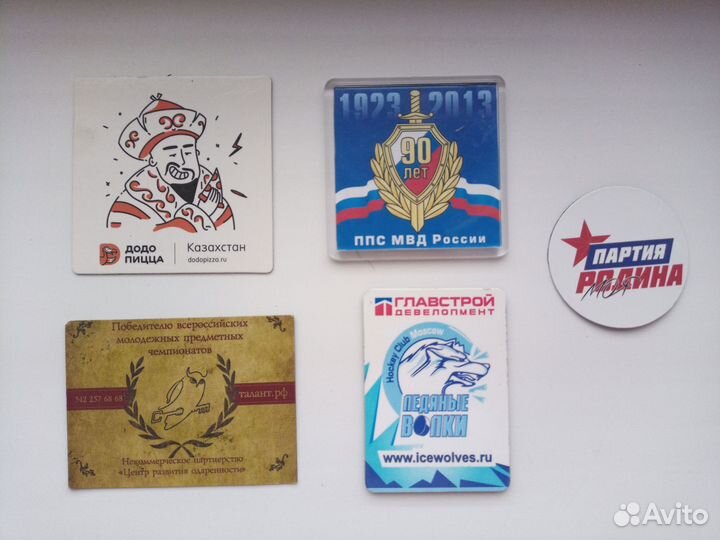 ДОДО
ПИЦЦА
Казахстан
dodopizza.ru
1923 2013
90
ЛЕТ
ППС МВД России
ПАРТИЯ
РОДИНА
Победителю всероссийских
молодежных предметных
чемпионатов
342 257 68 68
талант.рф
Некоммерческое партнерство
«Центр развития одаренности»
ГЛАВСТРОЙ
ДЕВЕЛОПМЕНТ
Hockey Club Moscow
ЛЕДЯНЫЕ
ВОЛКИ
www.icewolves.ru
Avito